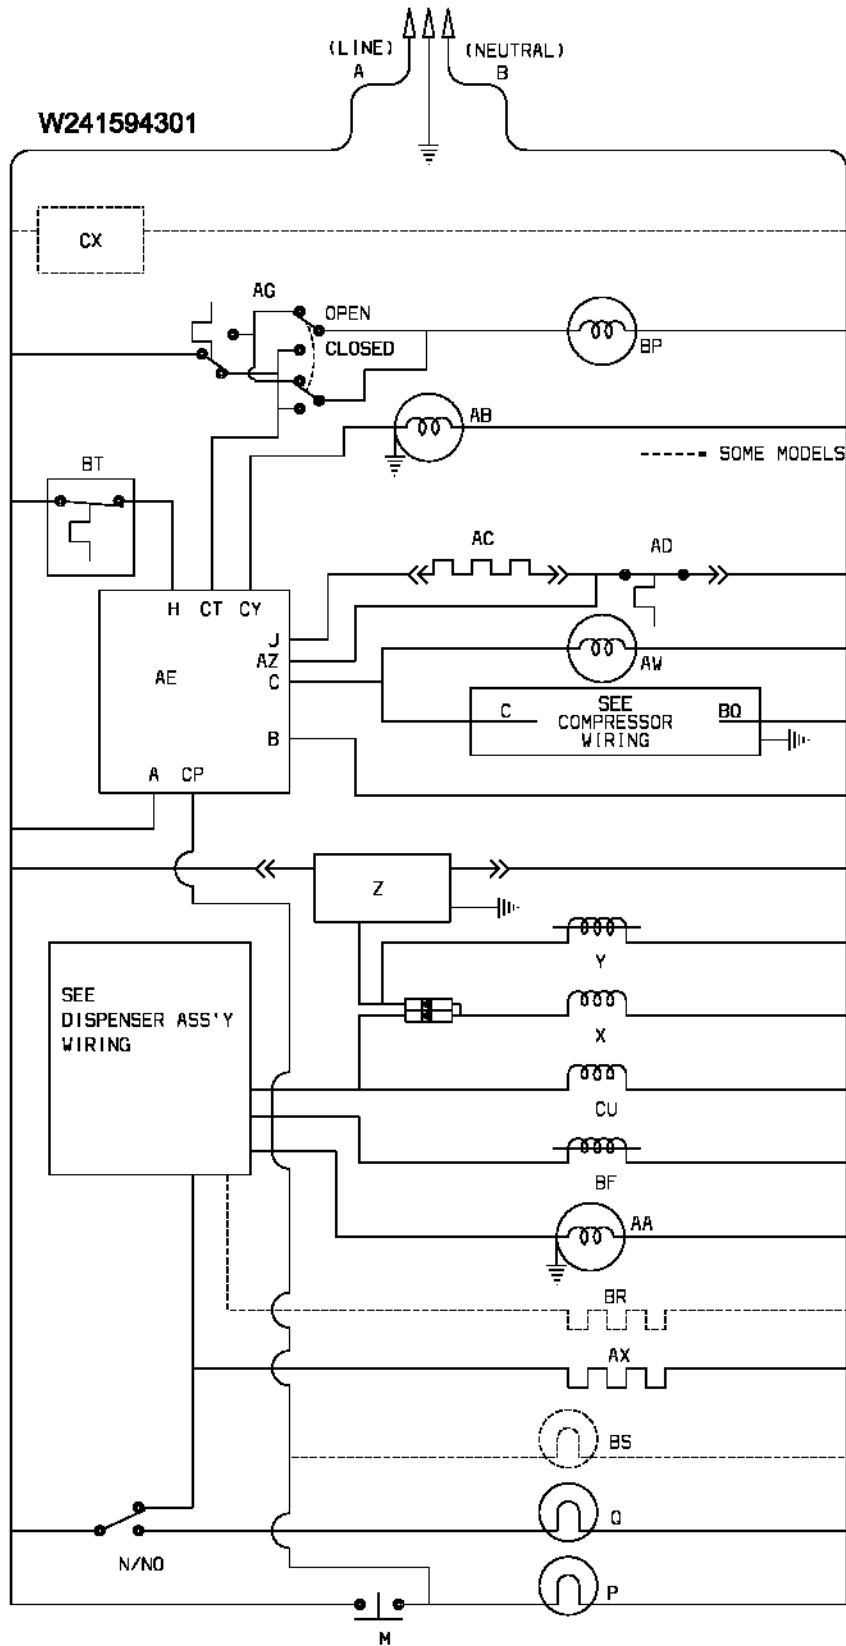 (LINE)
A
(NEUTRAL)
B
W241594301
CX
AG
OPEN
CLOSED
BP
AB
SOME MODELS
BT
AC
AD
H CT CY
J
AZ
C
AE
AW
C
SEE
COMPRESSOR
WIRING
BQ
B
A CP
Z
Y
SEE
DISPENSER ASS'Y
WIRING
X
CU
BF
AA
BR
AX
BS
Q
N/NO
P
M